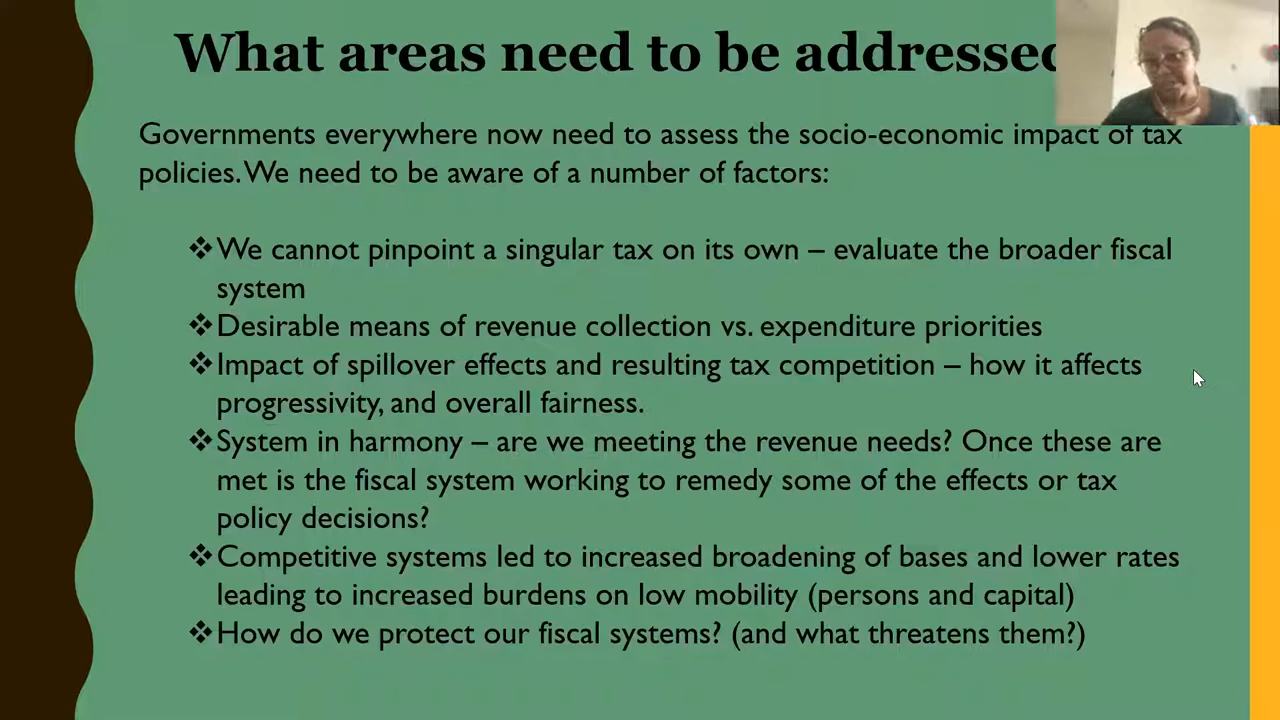 What areas need to be addressed
Governments everywhere now need to assess the socio-economic impact of tax
policies. We need to be aware of a number of factors:
❖We cannot pinpoint a singular tax on its own – evaluate the broader fiscal
system
❖Desirable means of revenue collection vs. expenditure priorities
❖Impact of spillover effects and resulting tax competition – how it affects
progressivity, and overall fairness.
❖System in harmony – are we meeting the revenue needs? Once these are
met is the fiscal system working to remedy some of the effects or tax
policy decisions?
❖Competitive systems led to increased broadening of bases and lower rates
leading to increased burdens on low mobility (persons and capital)
❖How do we protect our fiscal systems? (and what threatens them?)